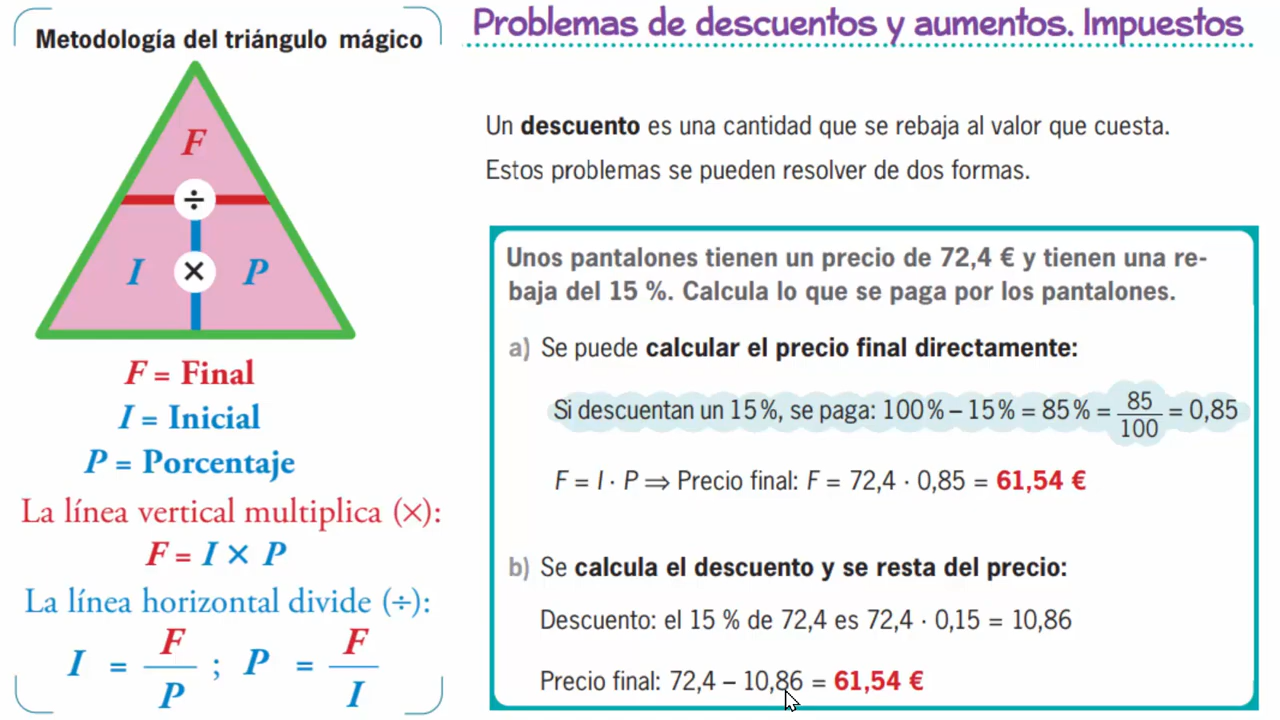 Metodología del triángulo mágico
F
÷
I × P
F = Final
I = Inicial
P = Porcentaje
La línea vertical multiplica (×):
F = I × P
La línea horizontal divide (÷):
I = F/P ; P = F/I
Problemas de descuentos y aumentos. Impuestos
Un descuento es una cantidad que se rebaja al valor que cuesta.
Estos problemas se pueden resolver de dos formas.
Unos pantalones tienen un precio de 72,4 € y tienen una re-
baja del 15 %. Calcula lo que se paga por los pantalones.
a) Se puede calcular el precio final directamente:
Si descuentan un 15%, se paga: 100% – 15% = 85% = 85/100 = 0,85
F = I · P ⟹ Precio final: F = 72,4 · 0,85 = 61,54 €
b) Se calcula el descuento y se resta del precio:
Descuento: el 15 % de 72,4 es 72,4 · 0,15 = 10,86
Precio final: 72,4 – 10,86 = 61,54 €